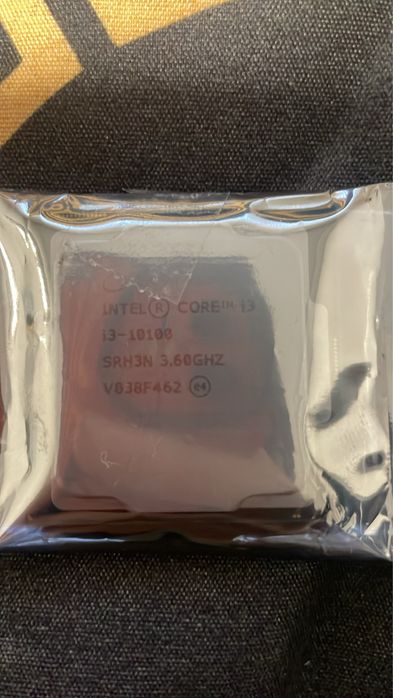 INTEL® CORE™ i3
i3-10100
SRH3N 3.60GHZ
V038F462 e4